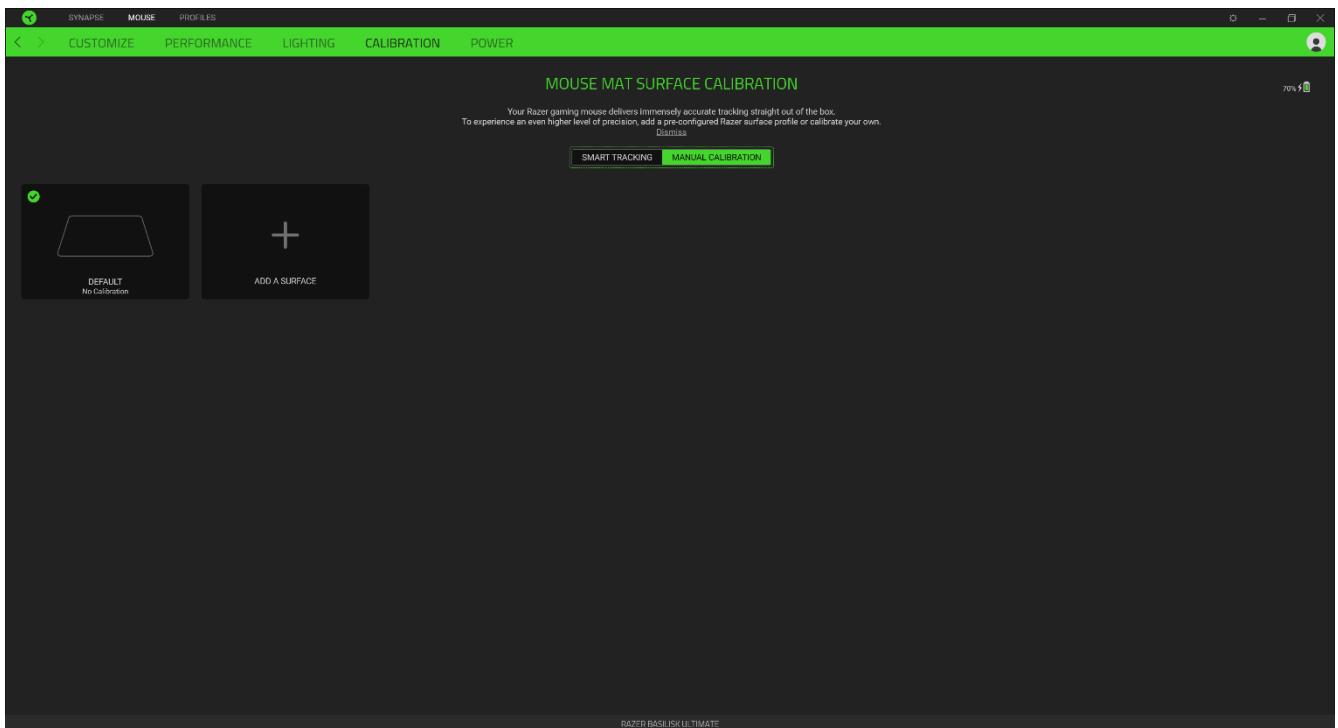 SYNAPSE MOUSE PROFILES
CUSTOMIZE PERFORMANCE LIGHTING CALIBRATION POWER
MOUSE MAT SURFACE CALIBRATION
70%
Your Razer gaming mouse delivers immensely accurate tracking straight out of the box.
To experience an even higher level of precision, add a pre-configured Razer surface profile or calibrate your own.
Dismiss
SMART TRACKING MANUAL CALIBRATION
DEFAULT
No Calibration
ADD A SURFACE
RAZER BASILISK ULTIMATE